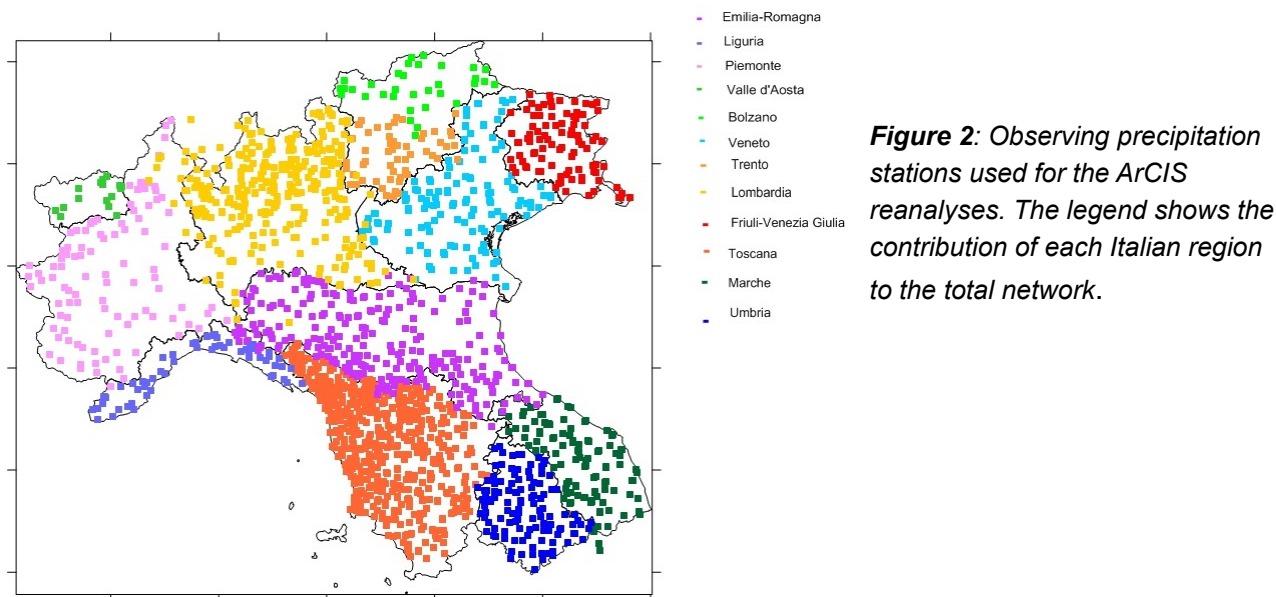 Emilia-Romagna
Liguria
Piemonte
Valle d'Aosta
Bolzano
Veneto
Trento
Lombardia
Friuli-Venezia Giulia
Toscana
Marche
Umbria
Figure 2: Observing precipitation
stations used for the ArCIS
reanalyses. The legend shows the
contribution of each Italian region
to the total network.